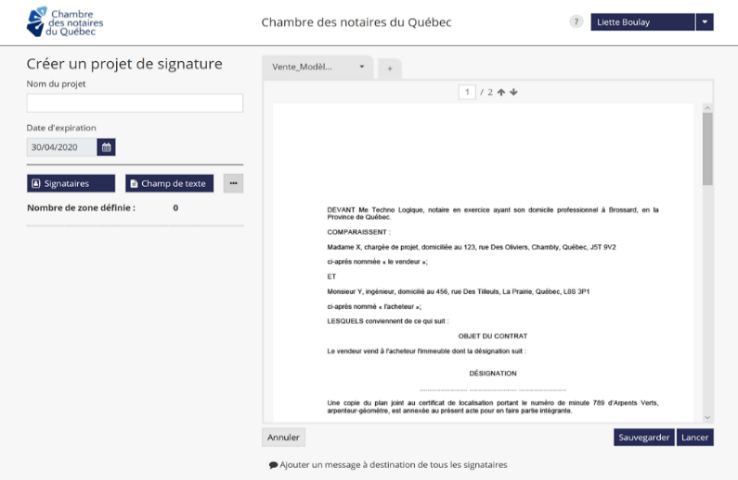 Chambre
des notaires
du Québec
Chambre des notaires du Québec
?
Liette Boulay
Créer un projet de signature
Nom du projet
Date d'expiration
30/04/2020
Signataires
Champ de texte
Nombre de zone définie : 0
Vente_Modèl...
+
1 / 2
DEVANT Me Techno Logique, notaire en exercice ayant son domicile professionnel à Brossard, en la
Province de Québec.
COMPARAISSENT :
Madame X, chargée de projet, domiciliée au 123, rue Des Oliviers, Chambly, Québec, J5T 9V2
ci-après nommée « le vendeur »;
ET
Monsieur Y, ingénieur, domicilié au 456, rue Des Tilleuls, La Prairie, Québec, L8S 3P1
ci-après nommé « l'acheteur »;
LESQUELS conviennent de ce qui suit :
OBJET DU CONTRAT
Le vendeur vend à l'acheteur l'immeuble dont la désignation suit :
DÉSIGNATION
Une copie du plan joint au certificat de localisation portant le numéro de minute 789 d'Arpents Verts,
arpenteur-géomètre, est annexée au présent acte pour en faire partie intégrante.
Annuler
Sauvegarder
Lancer
Ajouter un message à destination de tous les signataires